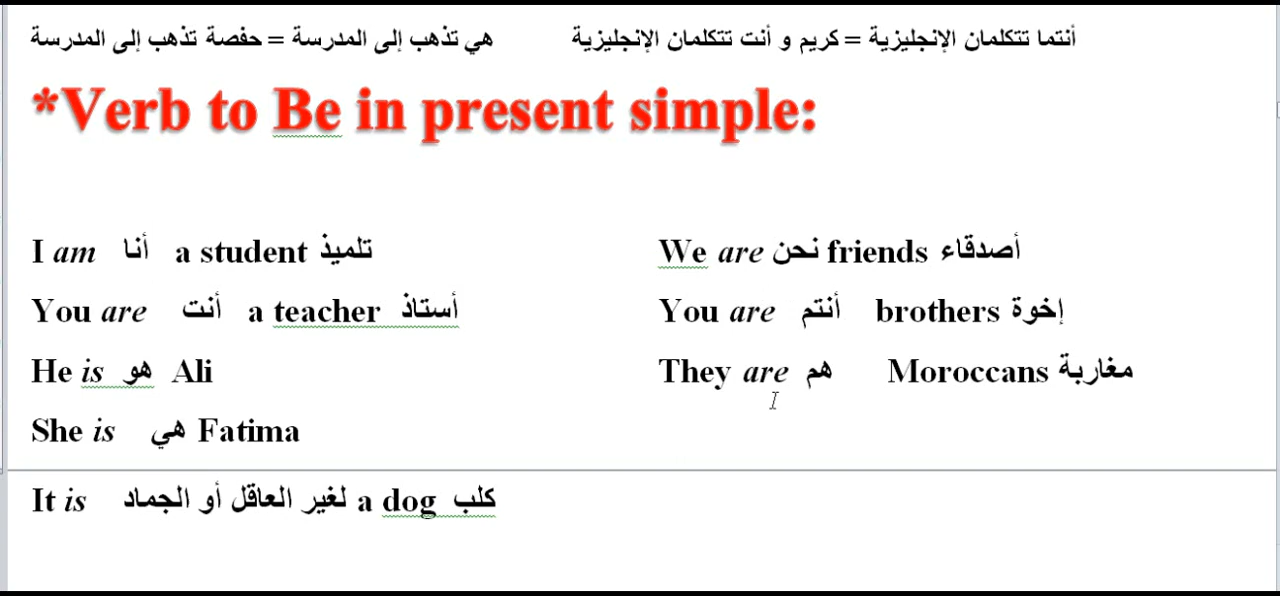 أنتما تتكلمان الإنجليزية = كريم و أنت تتكلمان الإنجليزية
هي تذهب إلى المدرسة = حفصة تذهب إلى المدرسة
*Verb to Be in present simple:
I am أنا a student تلميذ
You are أنت a teacher أستاذ
He is هو Ali
She is هي Fatima
It is لغير العاقل أو الجماد a dog كلب
We are نحن friends أصدقاء
You are أنتم brothers إخوة
They are هم Moroccans مغاربة